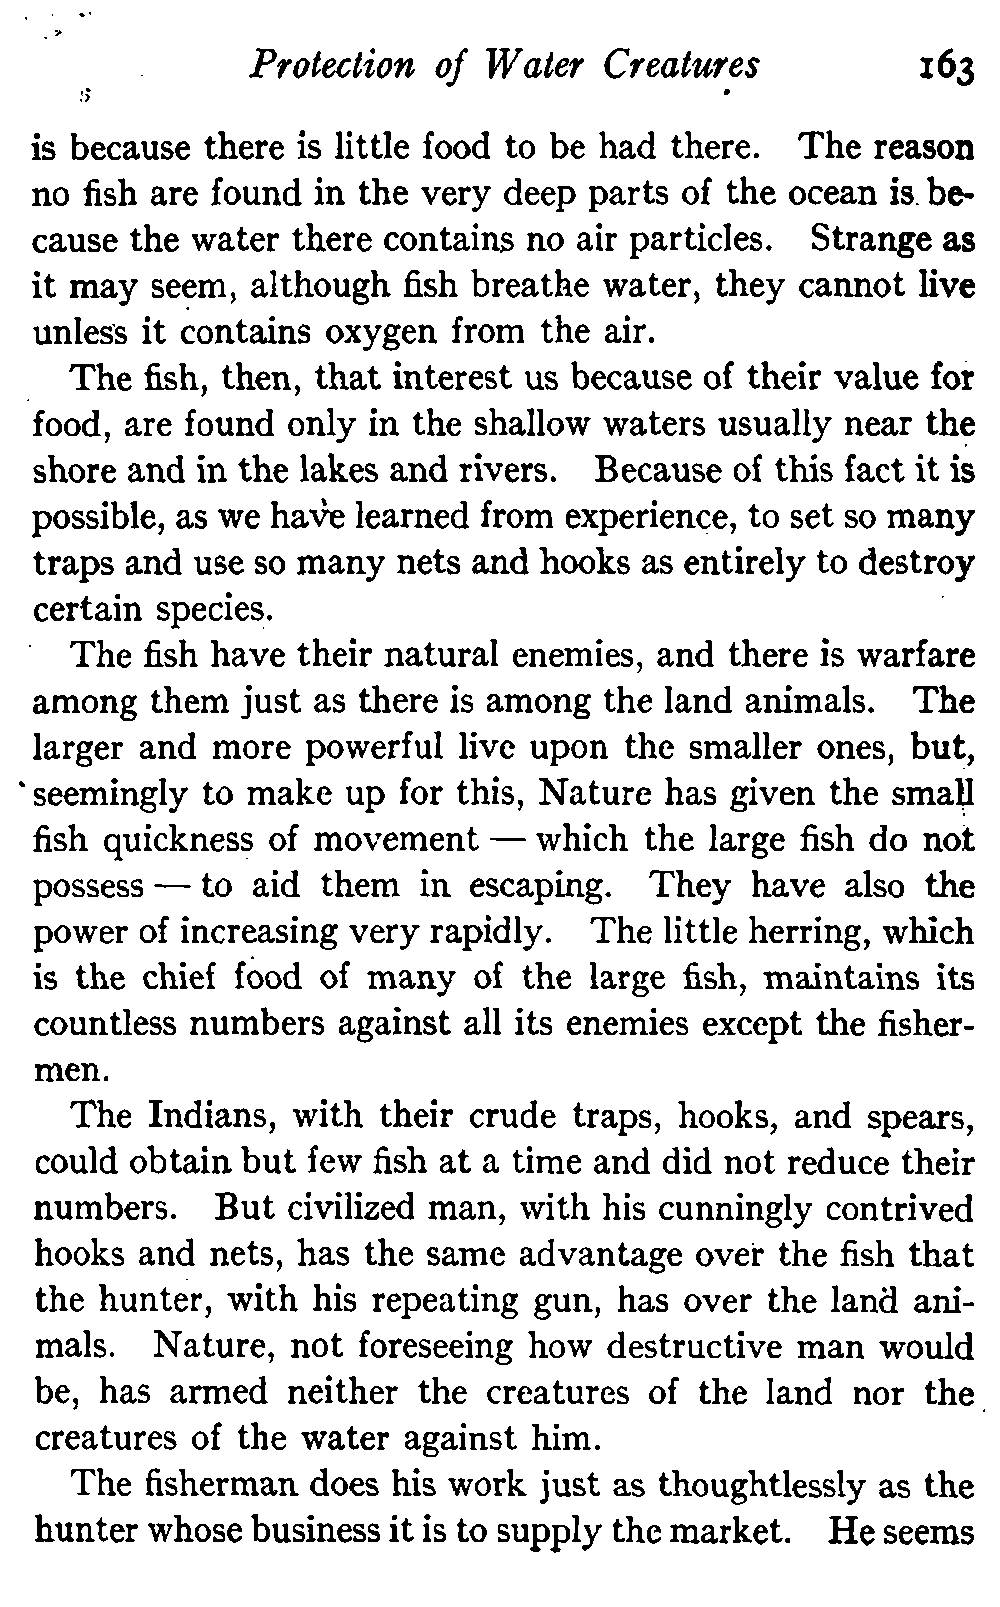 Protection of Water Creatures 163
is because there is little food to be had there. The reason
no fish are found in the very deep parts of the ocean is be-
cause the water there contains no air particles. Strange as
it may seem, although fish breathe water, they cannot live
unless it contains oxygen from the air.
The fish, then, that interest us because of their value for
food, are found only in the shallow waters usually near the
shore and in the lakes and rivers. Because of this fact it is
possible, as we have learned from experience, to set so many
traps and use so many nets and hooks as entirely to destroy
certain species.
The fish have their natural enemies, and there is warfare
among them just as there is among the land animals. The
larger and more powerful live upon the smaller ones, but,
seemingly to make up for this, Nature has given the small
fish quickness of movement — which the large fish do not
possess — to aid them in escaping. They have also the
power of increasing very rapidly. The little herring, which
is the chief food of many of the large fish, maintains its
countless numbers against all its enemies except the fisher-
men.
The Indians, with their crude traps, hooks, and spears,
could obtain but few fish at a time and did not reduce their
numbers. But civilized man, with his cunningly contrived
hooks and nets, has the same advantage over the fish that
the hunter, with his repeating gun, has over the land ani-
mals. Nature, not foreseeing how destructive man would
be, has armed neither the creatures of the land nor the
creatures of the water against him.
The fisherman does his work just as thoughtlessly as the
hunter whose business it is to supply the market. He seems